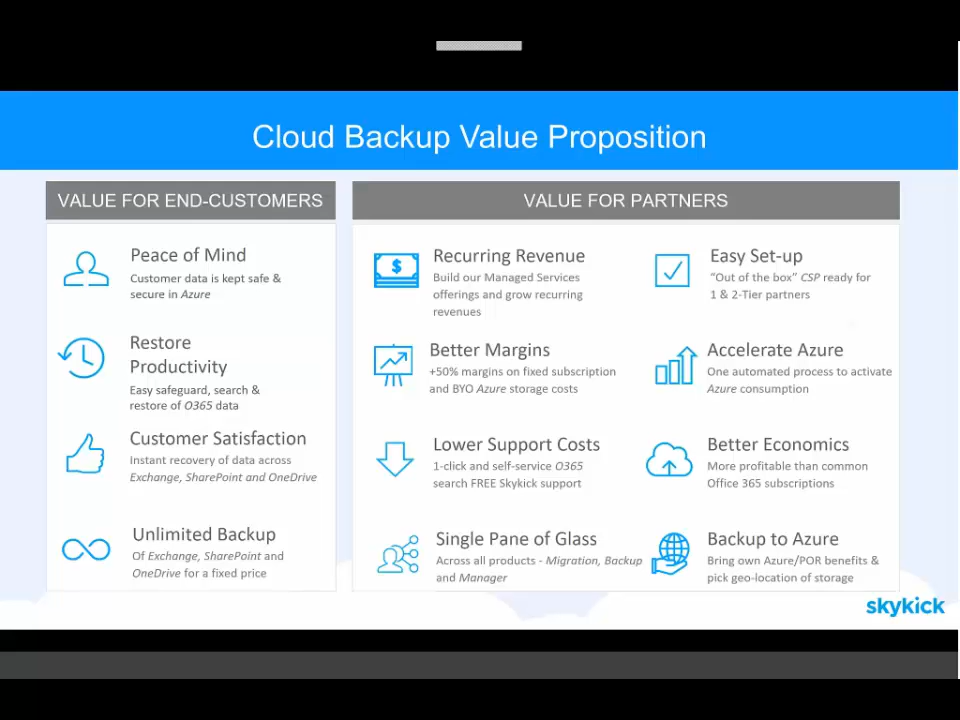 Cloud Backup Value Proposition
VALUE FOR END-CUSTOMERS
Peace of Mind
Customer data is kept safe &
secure in Azure
Restore
Productivity
Easy safeguard, search &
restore of O365 data
Customer Satisfaction
Instant recovery of data across
Exchange, SharePoint and OneDrive
Unlimited Backup
Of Exchange, SharePoint and
OneDrive for a fixed price
VALUE FOR PARTNERS
$
Recurring Revenue
Build our Managed Services
offerings and grow recurring
revenues
Easy Set-up
“Out of the box” CSP ready for
1 & 2-Tier partners
Better Margins
+50% margins on fixed subscription
and BYO Azure storage costs
Accelerate Azure
One automated process to activate
Azure consumption
Lower Support Costs
1-click and self-service O365
search FREE Skykick support
Better Economics
More profitable than common
Office 365 subscriptions
Single Pane of Glass
Across all products - Migration, Backup
and Manager
Backup to Azure
Bring own Azure/POR benefits &
pick geo-location of storage
skykick